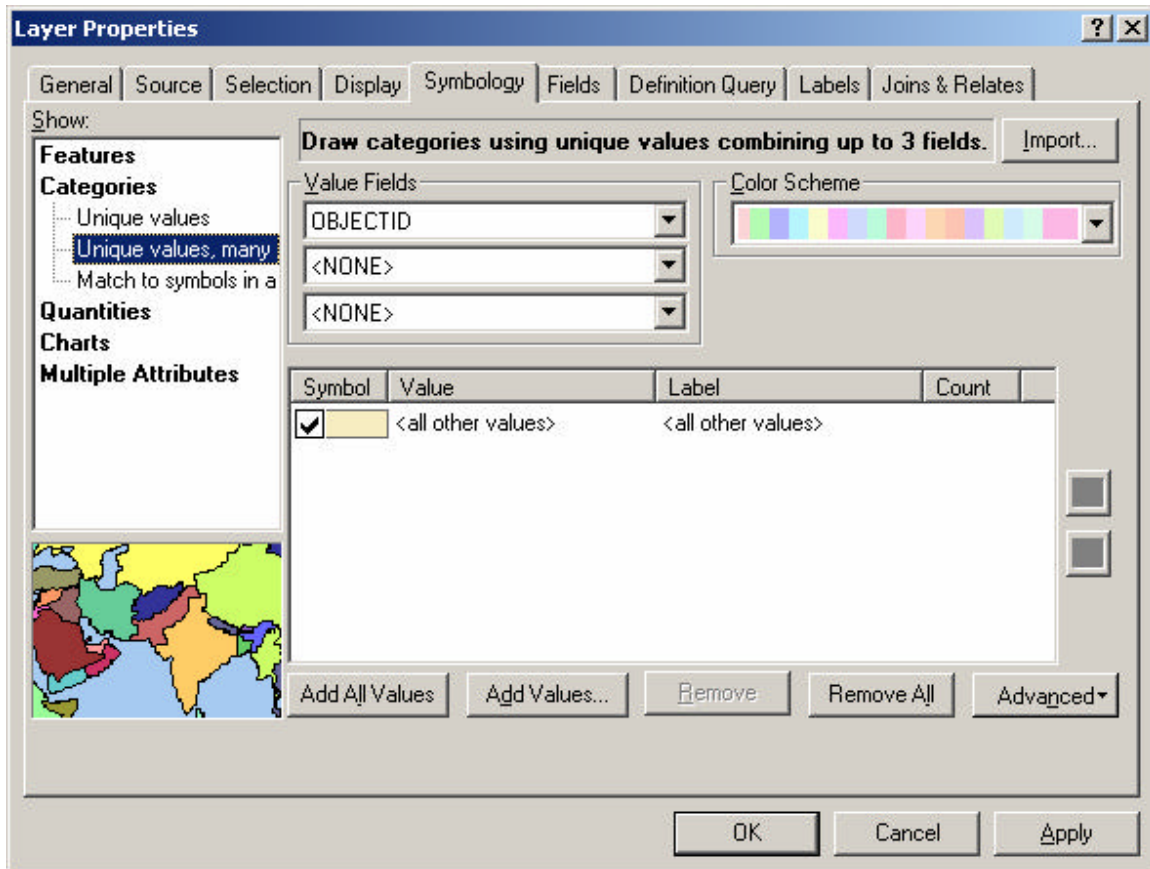 Layer Properties
General Source Selection Display Symbology Fields Definition Query Labels Joins & Relates
Show:
Features
Categories
Unique values
Unique values, many
Match to symbols in a
Quantities
Charts
Multiple Attributes
Draw categories using unique values combining up to 3 fields.
Import...
Value Fields
OBJECTID
<NONE>
<NONE>
Color Scheme
Symbol Value Label Count
<all other values> <all other values>
Add All Values Add Values... Remove Remove All Advanced
OK Cancel Apply